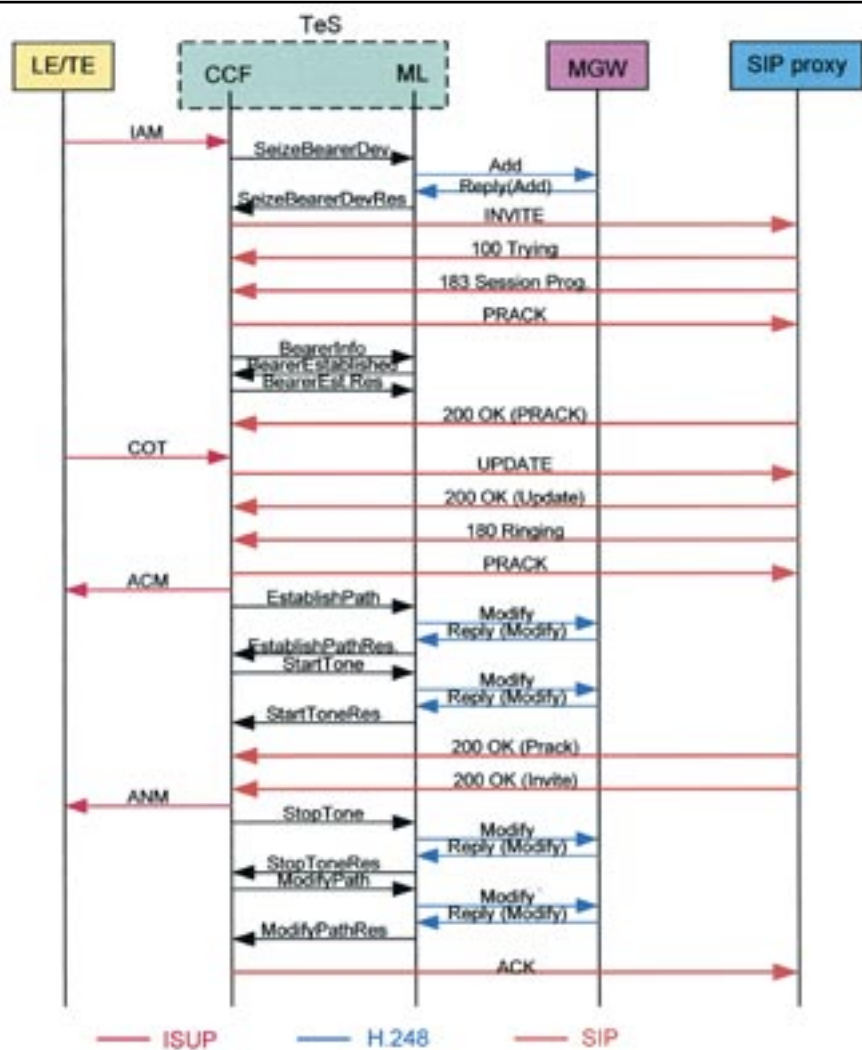 TeS
LE/TE
CCF
ML
MGW
SIP proxy
IAM
SeizeBearerDev
Add
Reply(Add)
SeizeBearerDevRes
INVITE
100 Trying
183 Session Prog.
PRACK
BearerInfo
BearerEstablished
BearerEst.Res
200 OK (PRACK)
COT
UPDATE
200 OK (Update)
180 Ringing
PRACK
ACM
EstablishPath
Modify
Reply (Modify)
EstablishPathRes.
StartTone
Modify
Reply (Modify)
StartToneRes
200 OK (Prack)
200 OK (Invite)
ANM
StopTone
Modify
Reply (Modify)
StopToneRes
ModifyPath
Modify
Reply (Modify)
ModifyPathRes
ACK
ISUP
H.248
SIP